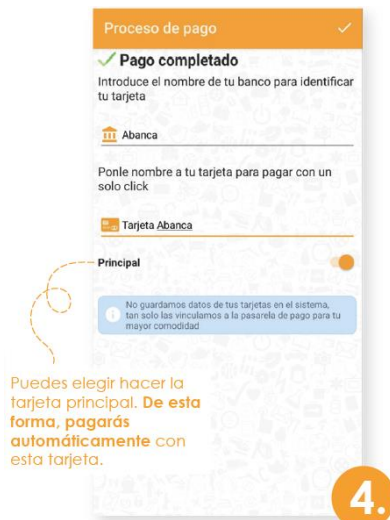 Proceso de pago
Pago completado
Introduce el nombre de tu banco para identificar
tu tarjeta
Abanca
Ponle nombre a tu tarjeta para pagar con un
solo click
Tarjeta Abanca
Principal
No guardamos datos de tus tarjetas en el sistema,
tan solo las vinculamos a la pasarela de pago para tu
mayor comodidad
Puedes elegir hacer la
tarjeta principal. De esta
forma, pagarás
automáticamente con
esta tarjeta.
4.